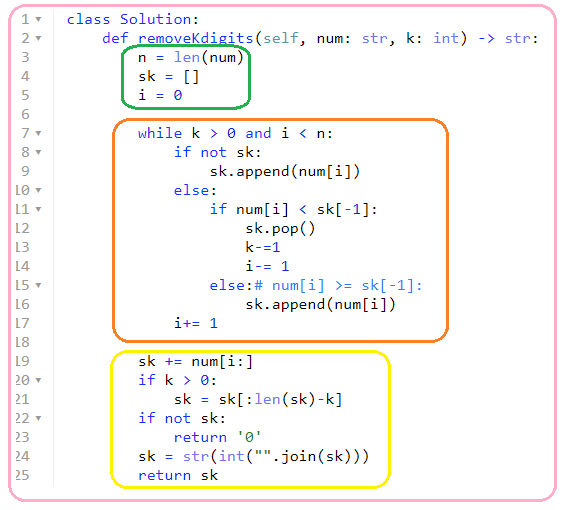 1 class Solution:
2 def removeKdigits(self, num: str, k: int) -> str:
3 n = len(num)
4 sk = []
5 i = 0
6
7 while k > 0 and i < n:
8 if not sk:
9 sk.append(num[i])
10 else:
11 if num[i] < sk[-1]:
12 sk.pop()
13 k-=1
14 i-= 1
15 else:# num[i] >= sk[-1]:
16 sk.append(num[i])
17 i+= 1
18
19 sk += num[i:]
20 if k > 0:
21 sk = sk[:len(sk)-k]
22 if not sk:
23 return '0'
24 sk = str(int("".join(sk)))
25 return sk